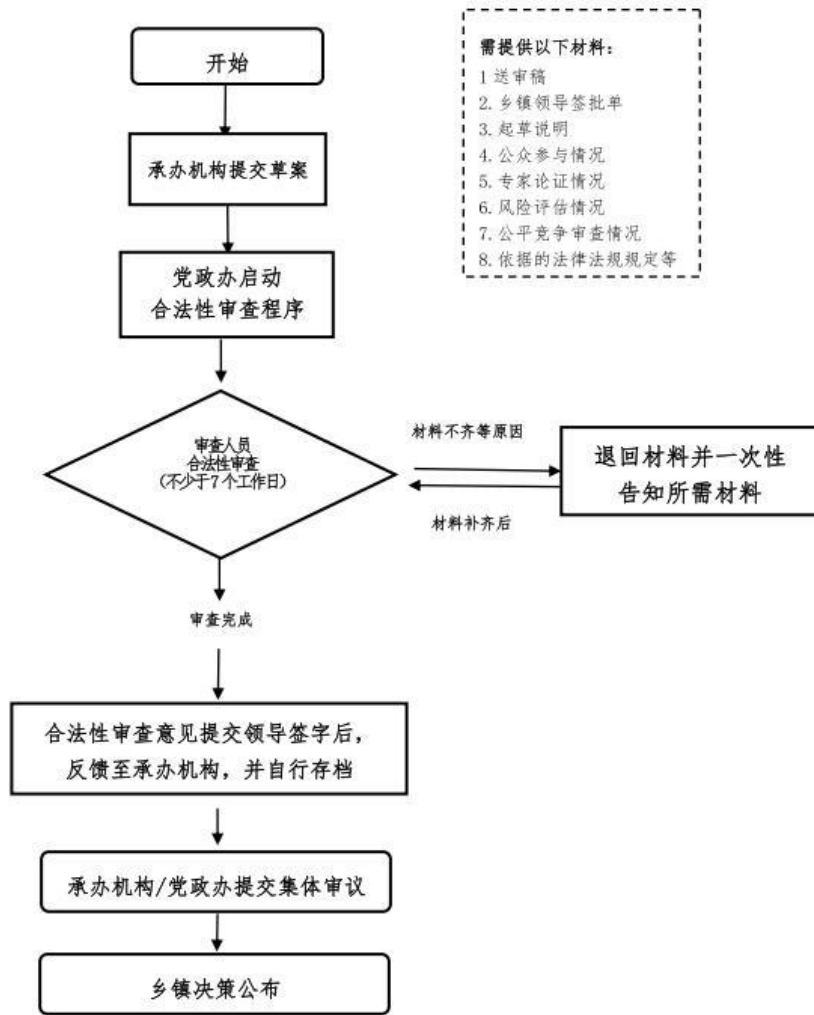 开始
需提供以下材料：
1 送审稿
2. 乡镇领导签批单
3. 起草说明
4. 公众参与情况
5. 专家论证情况
6. 风险评估情况
7. 公平竞争审查情况
8. 依据的法律法规规定等
承办机构提交草案
党政办启动
合法性审查程序
审查人员
合法性审查
（不少于 7 个工作日）
材料不齐等原因
材料补齐后
退回材料并一次性
告知所需材料
审查完成
合法性审查意见提交领导签字后，
反馈至承办机构，并自行存档
承办机构/党政办提交集体审议
乡镇决策公布